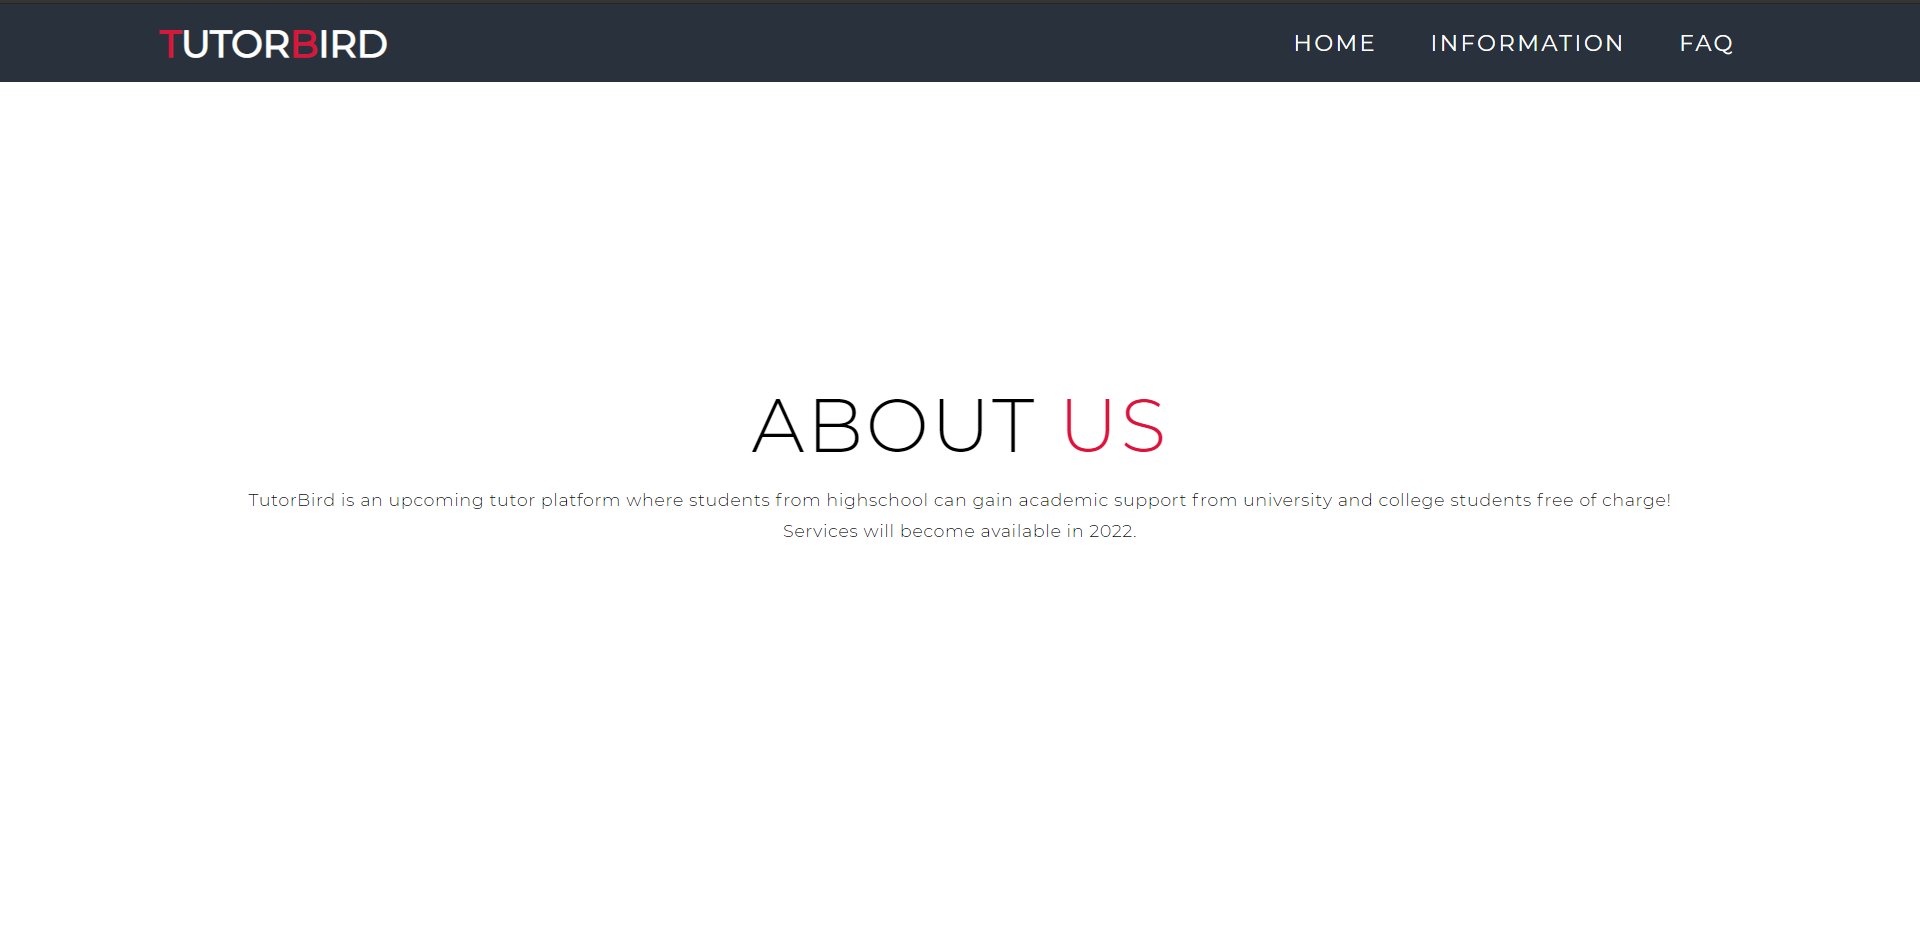 TUTORBIRD
HOME INFORMATION FAQ
ABOUT US
TutorBird is an upcoming tutor platform where students from highschool can gain academic support from university and college students free of charge!
Services will become available in 2022.